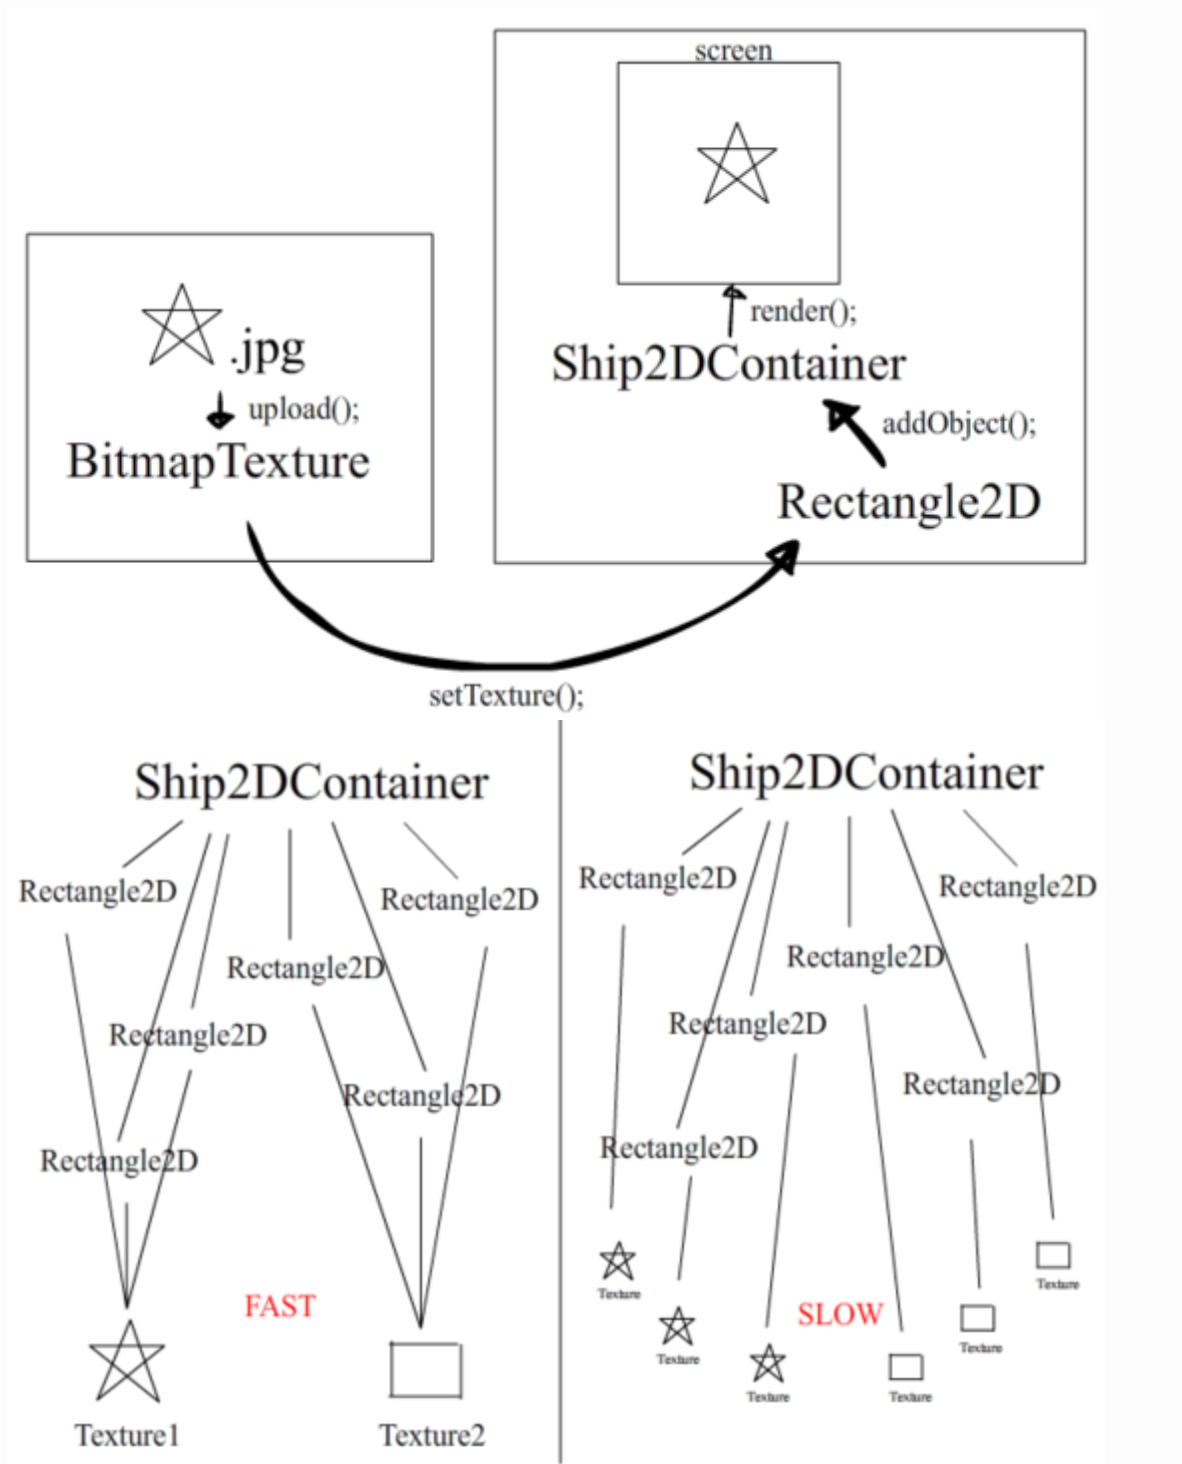 screen
.jpg
upload();
BitmapTexture
render();
Ship2DContainer
addObject();
Rectangle2D
setTexture();
Ship2DContainer
Rectangle2D
Rectangle2D
Rectangle2D
Rectangle2D
Rectangle2D
Rectangle2D
FAST
Texture1
Texture2
Ship2DContainer
Rectangle2D
Rectangle2D
Rectangle2D
Rectangle2D
Rectangle2D
Rectangle2D
Texture
Texture
SLOW
Texture
Texture
Texture
Texture